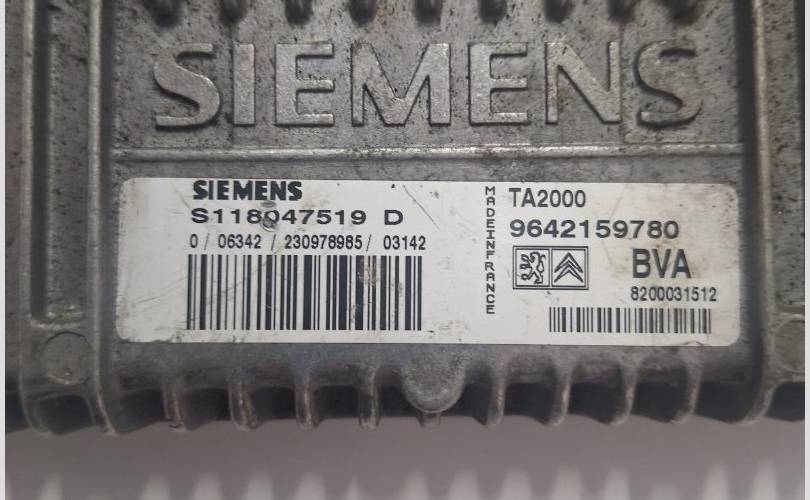 SIEMENS
SIEMENS
S118047519 D
0 / 06342 / 230978985 / 03142
MADE IN FRANCE
TA2000
9642159780
BVA
8200031512